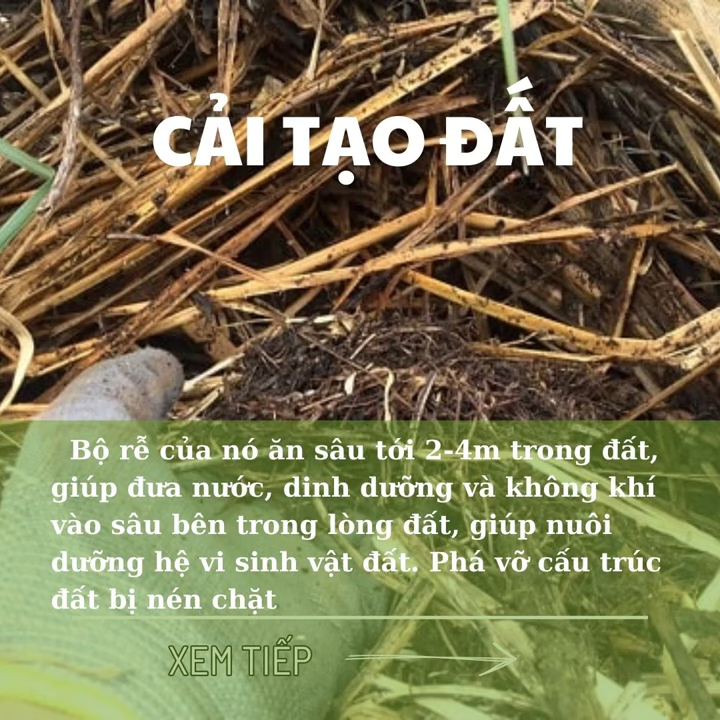 CẢI TẠO ĐẤT
Bộ rễ của nó ăn sâu tới 2-4m trong đất,
giúp đưa nước, dinh dưỡng và không khí
vào sâu bên trong lòng đất, giúp nuôi
dưỡng hệ vi sinh vật đất. Phá vỡ cấu trúc
đất bị nén chặt
XEM TIẾP